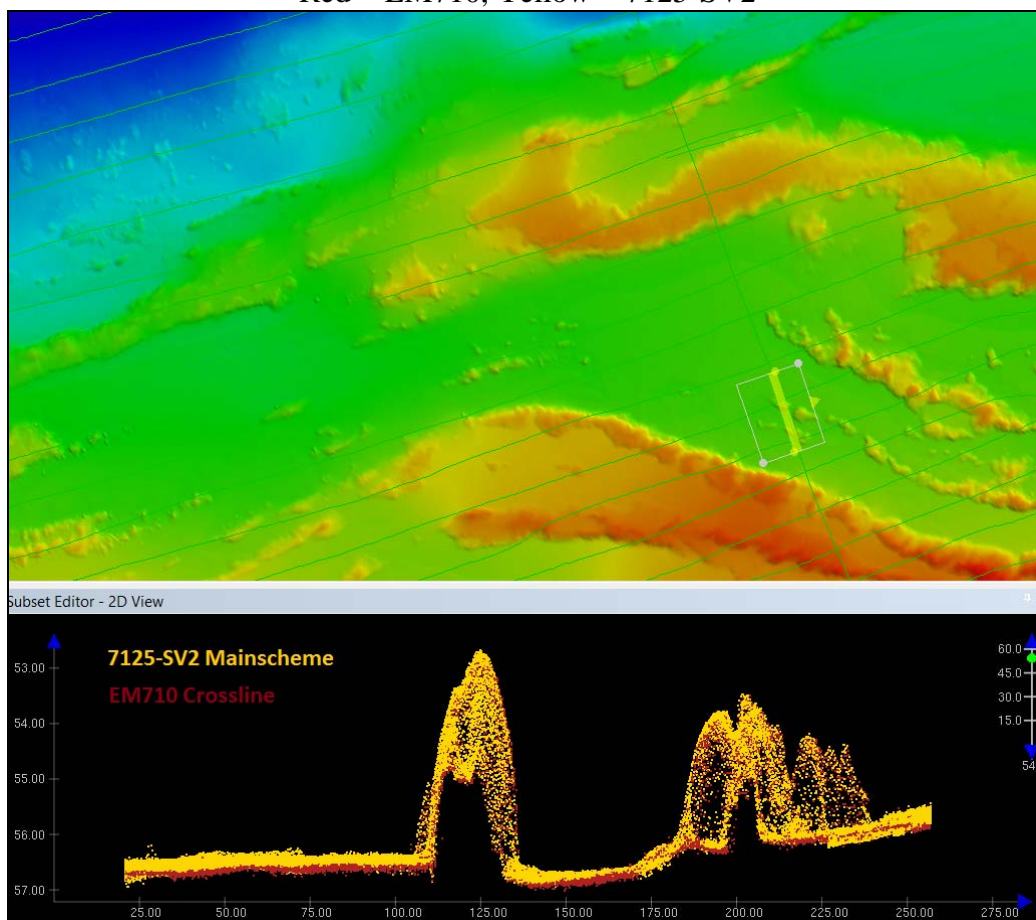 Red = EM710, Yellow = 7125-SV2
Subset Editor - 2D View
7125-SV2 Mainscheme
EM710 Crossline
53.00
54.00
55.00
56.00
57.00
60.0
45.0
30.0
15.0
54
25.00 50.00 75.00 100.00 125.00 150.00 175.00 200.00 225.00 250.00 275.00